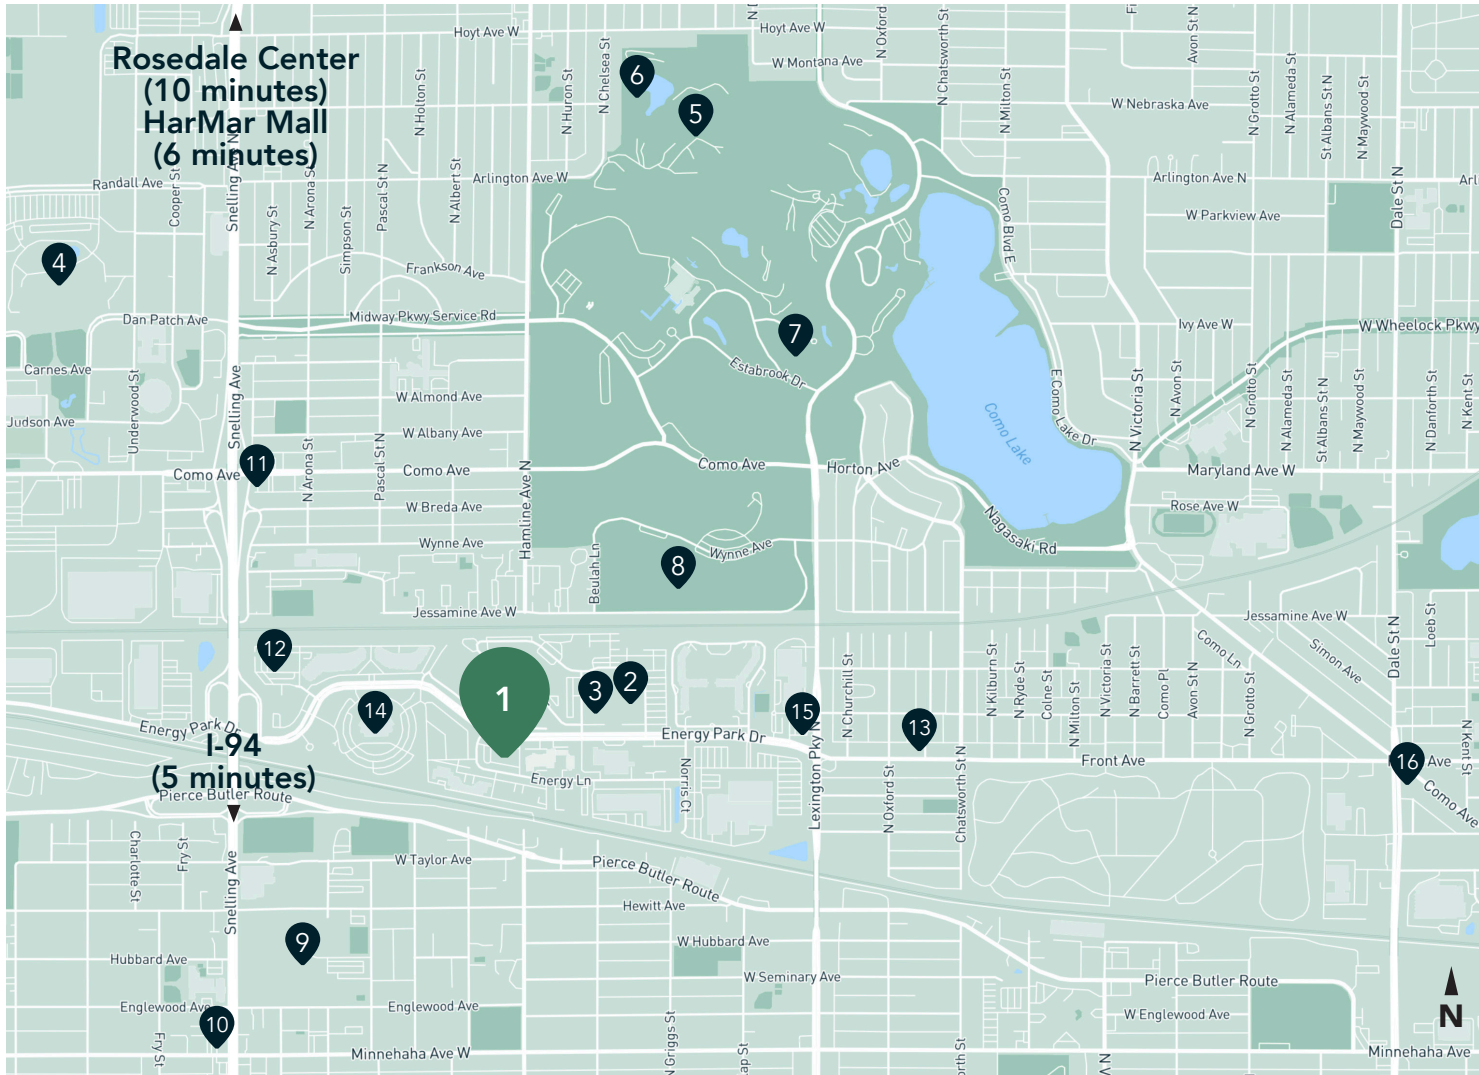 Rosedale Center
(10 minutes)
HarMar Mall
(6 minutes)
I-94
(5 minutes)
Hoyt Ave W
Hoyt Ave W
W Montana Ave
W Nebraska Ave
Randall Ave
Arlington Ave W
Arlington Ave N
W Parkview Ave
Frankson Ave
Dan Patch Ave
Midway Pkwy Service Rd
Ivy Ave W
W Wheelock Pkwy
Carnes Ave
Estabrook Dr
W Almond Ave
Judson Ave
W Albany Ave
Como Ave
Como Ave
Como Ave
Horton Ave
Maryland Ave W
W Breda Ave
Rose Ave W
Wynne Ave
Wynne Ave
Nagasaki Rd
Jessamine Ave W
Jessamine Ave W
Energy Park Dr
Energy Park Dr
Front Ave
Ave
Energy Ln
Pierce Butler Route
W Taylor Ave
Pierce Butler Route
Hewitt Ave
W Hubbard Ave
Hubbard Ave
W Seminary Ave
Pierce Butler Route
Englewood Ave
Englewood Ave
W Englewood Ave
Minnehaha Ave W
Minnehaha Ave
Snelling Ave N
Snelling Ave
Snelling Ave
Cooper St
N Asbury St
N Arona St
Simpson St
Pascal St N
N Holton St
N Albert St
N Huron St
N Chelsea St
N Oxford
N Chatsworth St
N Milton St
Avon St N
N Grotto St
N Alameda St
St Albans St N
N Maywood St
Dale St N
Como Blvd E
E Como Lake Dr
Como Lake
N Victoria St
N Avon St
N Grotto St
N Alameda St
St Albans St N
N Maywood St
N Danforth St
N Kent St
Underwood St
N Arona St
Pascal St N
Hamline Ave N
Beulah Ln
Lexington Pky N
N Churchill St
N Oxford St
Chatsworth St N
N Kilburn St
N Ryde St
Colne St
N Milton St
N Victoria St
N Barrett St
Como Pl
Avon St N
N Grotto St
Como Ln
Simon Ave
Dale St N
Loeb St
N Kent St
Como Ave
Norris Ct
Charlotte St
Fry St
Fry St
N Griggs St
1
2
3
4
5
6
7
8
9
10
11
12
13
14
15
16
N